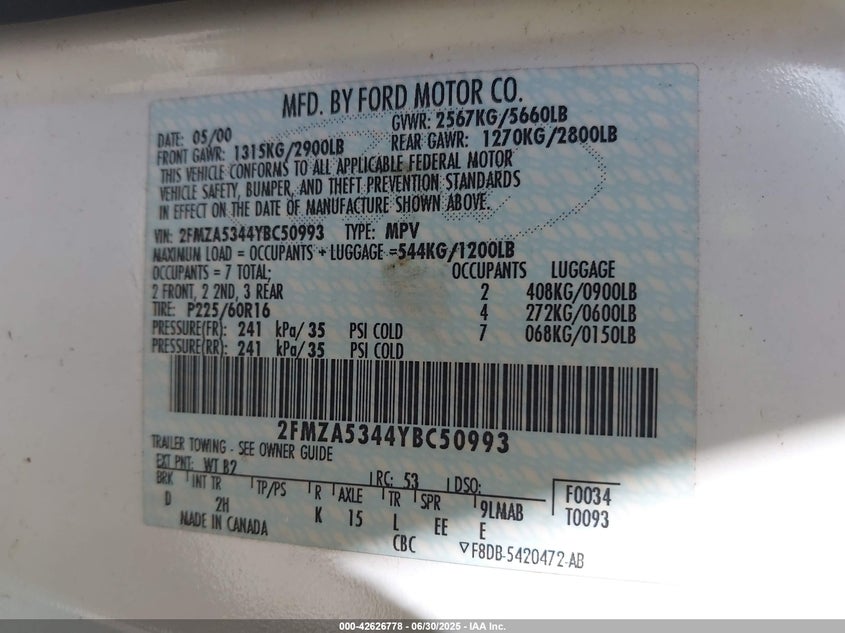 MFD. BY FORD MOTOR CO.
DATE: 05/00 GVWR: 2567KG/5660LB
FRONT GAWR: 1315KG/2900LB REAR GAWR: 1270KG/2800LB
THIS VEHICLE CONFORMS TO ALL APPLICABLE FEDERAL MOTOR
VEHICLE SAFETY, BUMPER, AND THEFT PREVENTION STANDARDS
IN EFFECT ON THE DATE OF MANUFACTURE SHOWN ABOVE.
VIN: 2FMZA5344YBC50993 TYPE: MPV
MAXIMUM LOAD = OCCUPANTS + LUGGAGE =544KG/1200LB
OCCUPANTS = 7 TOTAL; OCCUPANTS LUGGAGE
2 FRONT, 2 2ND, 3 REAR 2 408KG/0900LB
TIRE: P225/60R16 4 272KG/0600LB
PRESSURE(FR): 241 kPa/35 PSI COLD 7 068KG/0150LB
PRESSURE(RR): 241 kPa/35 PSI COLD
2FMZA5344YBC50993
TRAILER TOWING - SEE OWNER GUIDE
EXT PNT: WT B2 RC: 53 DSO:
BRK INT TR TP/PS R AXLE TR SPR 9LMAB F0034
D 2H K 15 L EE E T0093
MADE IN CANADA CBC ▽F8DB-5420472-AB
000-42626778 - 06/30/2025 - IAA Inc.